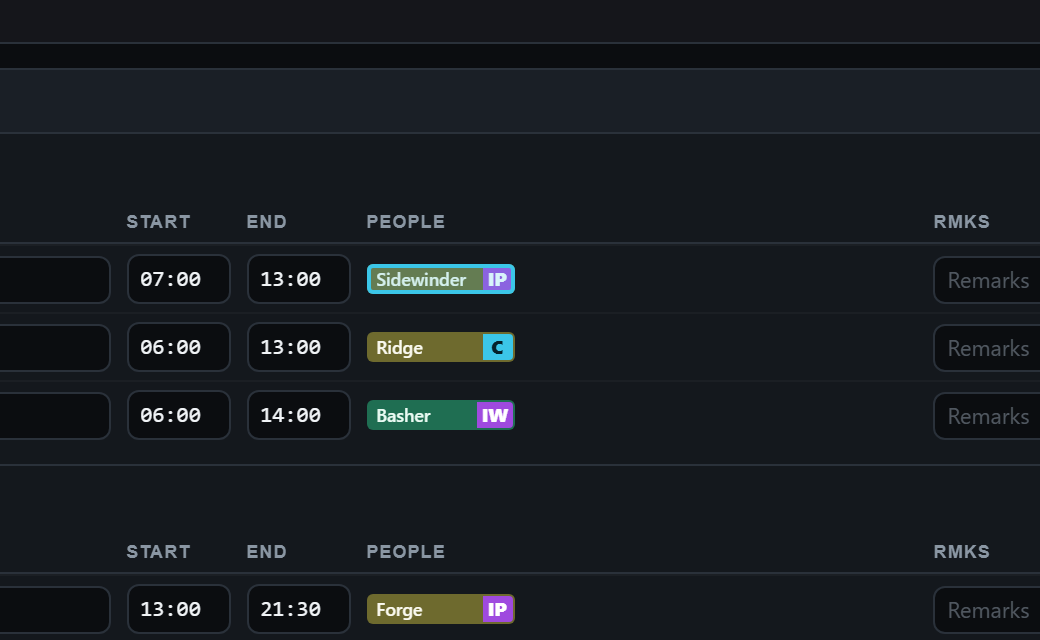 START END PEOPLE RMKS
07:00 13:00 Sidewinder IP Remarks
06:00 13:00 Ridge C Remarks
06:00 14:00 Basher IW Remarks
START END PEOPLE RMKS
13:00 21:30 Forge IP Remarks